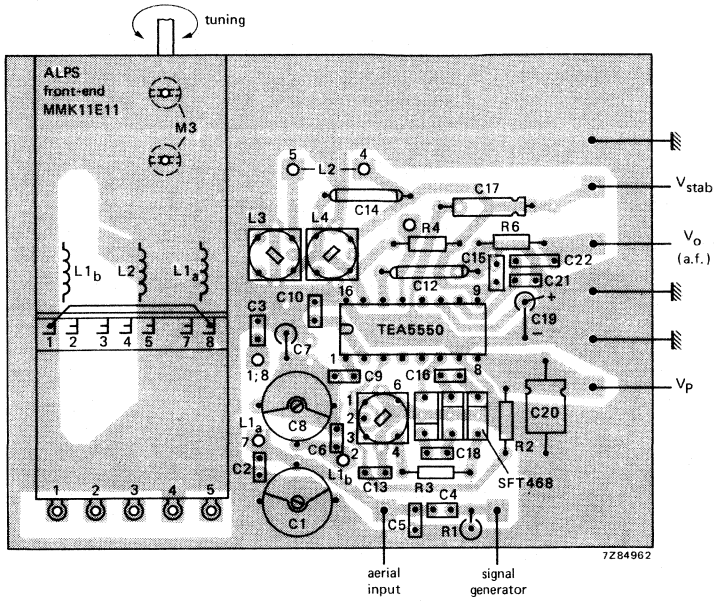 tuning
ALPS
front-end
MMK11E11
M3
5 L2 4
C17
Vstab
C14
L3 L4
R4 R6
Vo
(a.f.)
C15 C22
L1b L2 L1a
C12 C21
C10 16 9
C3
+
C19
−
TEA5550
1 2 3 4 5 7 8
C7
1 8
1;8
C9 C16
VP
6
1
2
3
4
C8
C20
L1a
7
C6
R2
2
L1b
C18
C2
C13 R3
SFT468
1 2 3 4 5
C1
C5 C4
R1
7Z84962
aerial
input
signal
generator